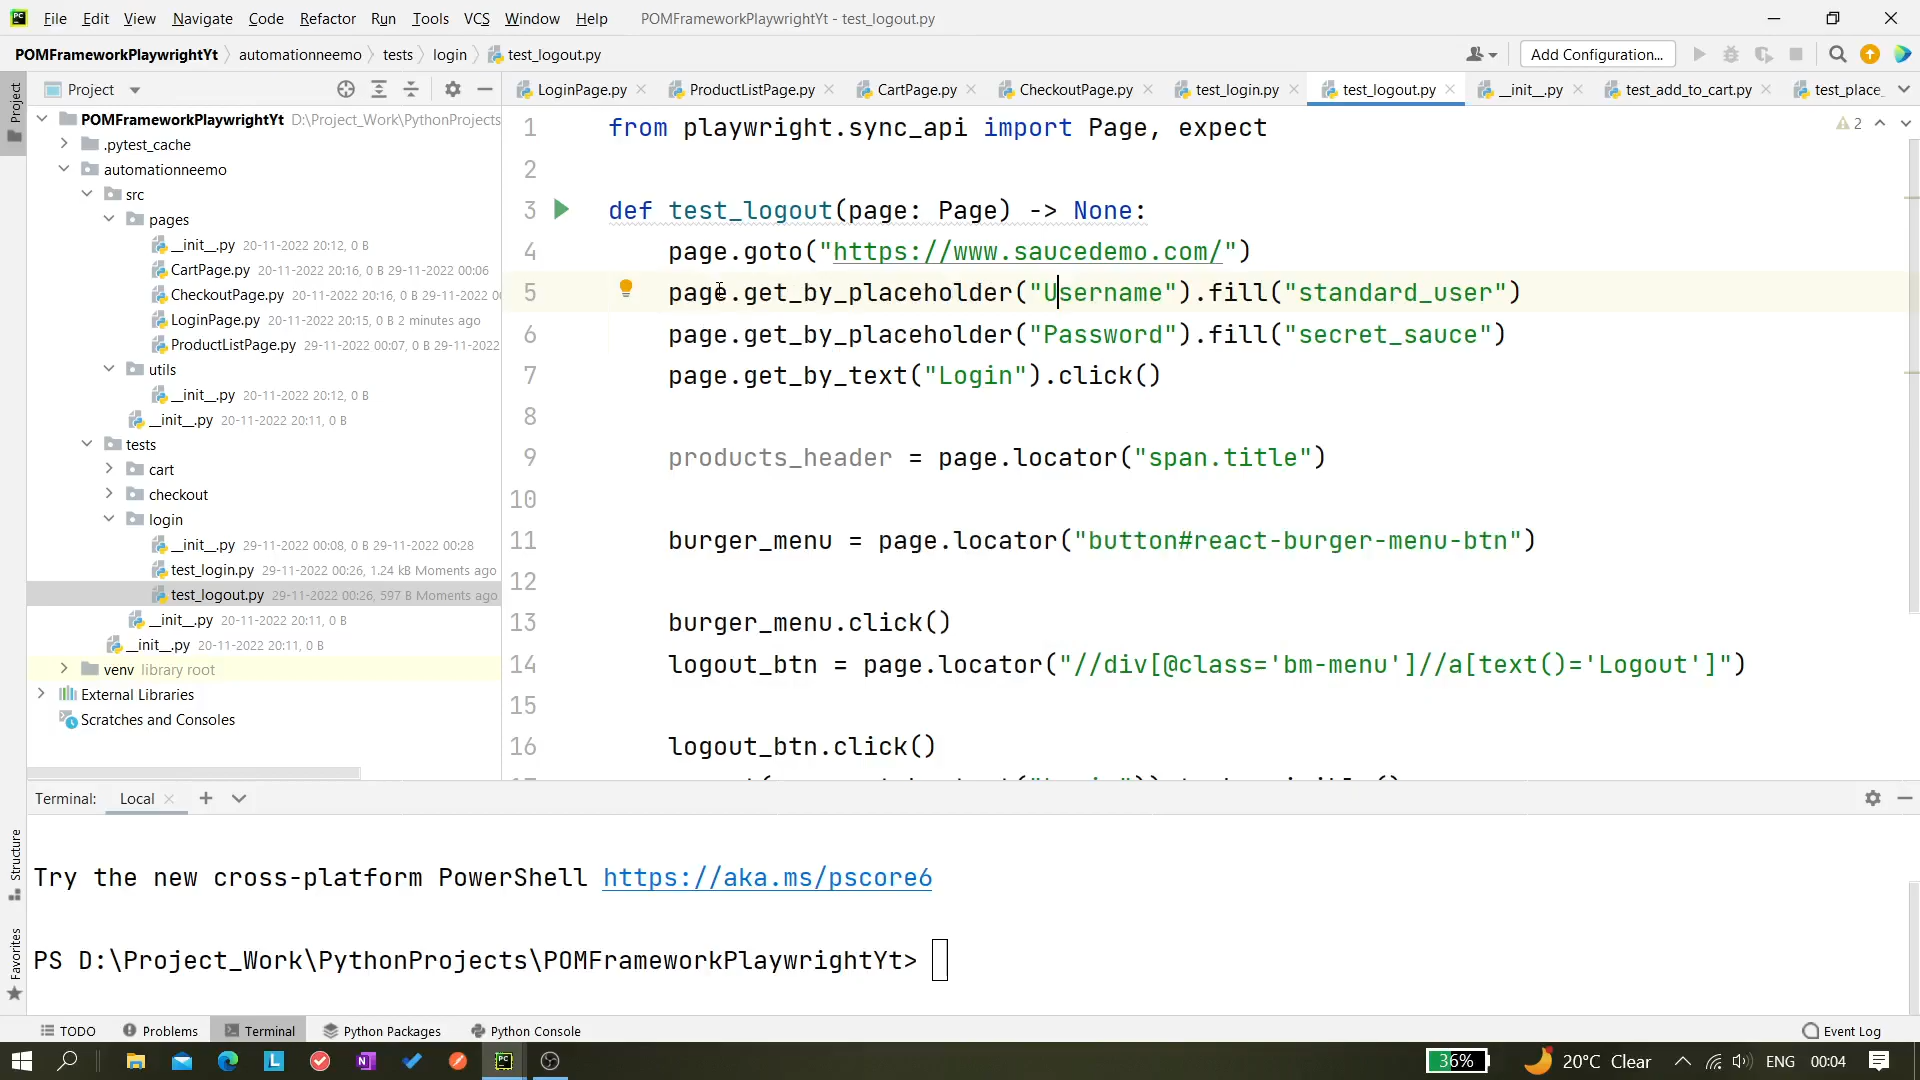 File Edit View Navigate Code Refactor Run Tools VCS Window Help POMFrameworkPlaywrightYt - test_logout.py
POMFrameworkPlaywrightYt automationneemo tests login test_logout.py Add Configuration...
Project LoginPage.py ProductListPage.py CartPage.py CheckoutPage.py test_login.py test_logout.py __init__.py test_add_to_cart.py test_place_
Project
POMFrameworkPlaywrightYt D:\Project_Work\PythonProjects
.pytest_cache
automationneemo
src
pages
__init__.py 20-11-2022 20:12, 0 B
CartPage.py 20-11-2022 20:16, 0 B 29-11-2022 00:06
CheckoutPage.py 20-11-2022 20:16, 0 B 29-11-2022 00
LoginPage.py 20-11-2022 20:15, 0 B 2 minutes ago
ProductListPage.py 29-11-2022 00:07, 0 B 29-11-2022
utils
__init__.py 20-11-2022 20:12, 0 B
__init__.py 20-11-2022 20:11, 0 B
tests
cart
checkout
login
__init__.py 29-11-2022 00:08, 0 B 29-11-2022 00:28
test_login.py 29-11-2022 00:26, 1.24 kB Moments ago
test_logout.py 29-11-2022 00:26, 597 B Moments ago
__init__.py 20-11-2022 20:11, 0 B
__init__.py 20-11-2022 20:11, 0 B
venv library root
External Libraries
Scratches and Consoles
1 from playwright.sync_api import Page, expect
2
2
3 def test_logout(page: Page) -> None:
4 page.goto("https://www.saucedemo.com/")
5 page.get_by_placeholder("Username").fill("standard_user")
6 page.get_by_placeholder("Password").fill("secret_sauce")
7 page.get_by_text("Login").click()
8
9 products_header = page.locator("span.title")
10
11 burger_menu = page.locator("button#react-burger-menu-btn")
12
13 burger_menu.click()
14 logout_btn = page.locator("//div[@class='bm-menu']//a[text()='Logout']")
15
16 logout_btn.click()
Terminal: Local
Try the new cross-platform PowerShell https://aka.ms/pscore6
PS D:\Project_Work\PythonProjects\POMFrameworkPlaywrightYt>
Structure
Favorites
TODO Problems Terminal Python Packages Python Console Event Log
36% 20°C Clear ENG 00:04